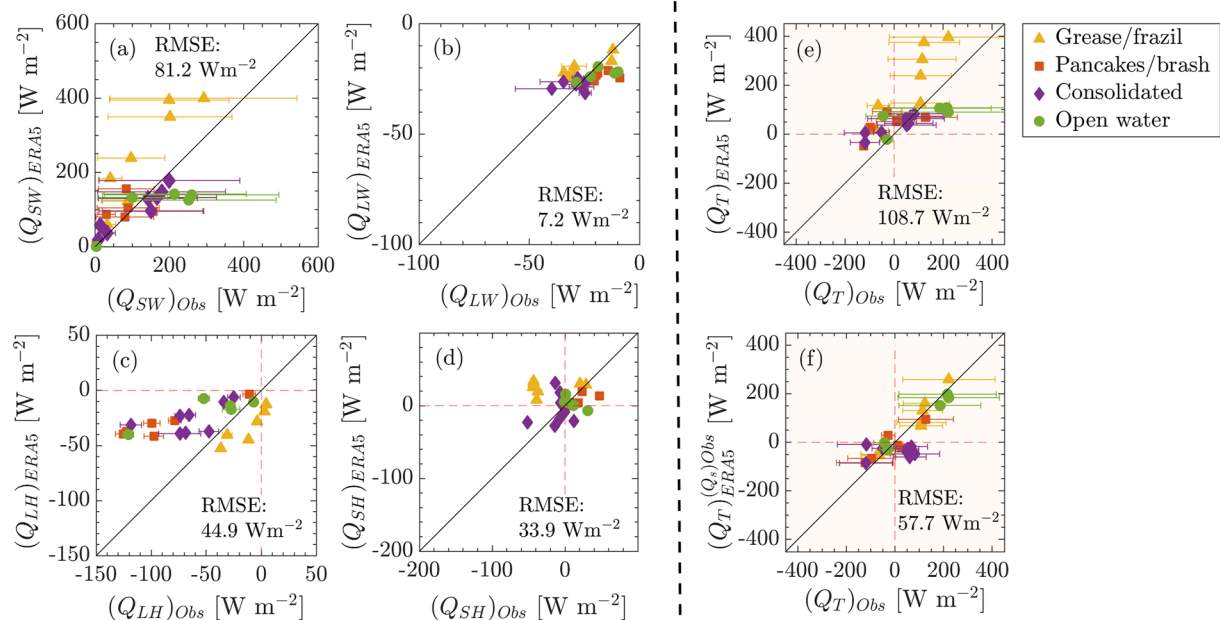 (a)
RMSE:
81.2 Wm−2
600
400
200
0
0
200
400
600
(Q_SW)_ERA5 [W m−2]
(Q_SW)_Obs [W m−2]
(b)
RMSE:
7.2 Wm−2
0
-50
-100
-100
-50
0
(Q_LW)_ERA5 [W m−2]
(Q_LW)_Obs [W m−2]
(e)
RMSE:
108.7 Wm−2
400
200
0
-200
-400
-400
-200
0
200
400
(Q_T)_ERA5 [W m−2]
(Q_T)_Obs [W m−2]
Grease/frazil
Pancakes/brash
Consolidated
Open water
(c)
RMSE:
44.9 Wm−2
50
0
-50
-100
-150
-150
-100
-50
0
50
(Q_LH)_ERA5 [W m−2]
(Q_LH)_Obs [W m−2]
(d)
RMSE:
33.9 Wm−2
0
-100
-200
-200
-100
0
(Q_SH)_ERA5 [W m−2]
(Q_SH)_Obs [W m−2]
(f)
RMSE:
57.7 Wm−2
400
200
0
-200
-400
-400
-200
0
200
400
(Q_T)_ERA5^(Q_s)Obs [W m−2]
(Q_T)_Obs [W m−2]